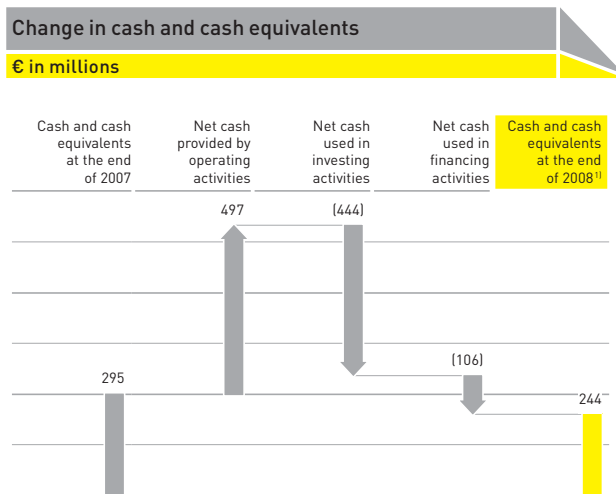 Change in cash and cash equivalents
€ in millions
Cash and cash
equivalents
at the end
of 2007
Net cash
provided by
operating
activities
Net cash
used in
investing
activities
Net cash
used in
financing
activities
Cash and cash
equivalents
at the end
of 2008¹⁾
497
(444)
(106)
295
244